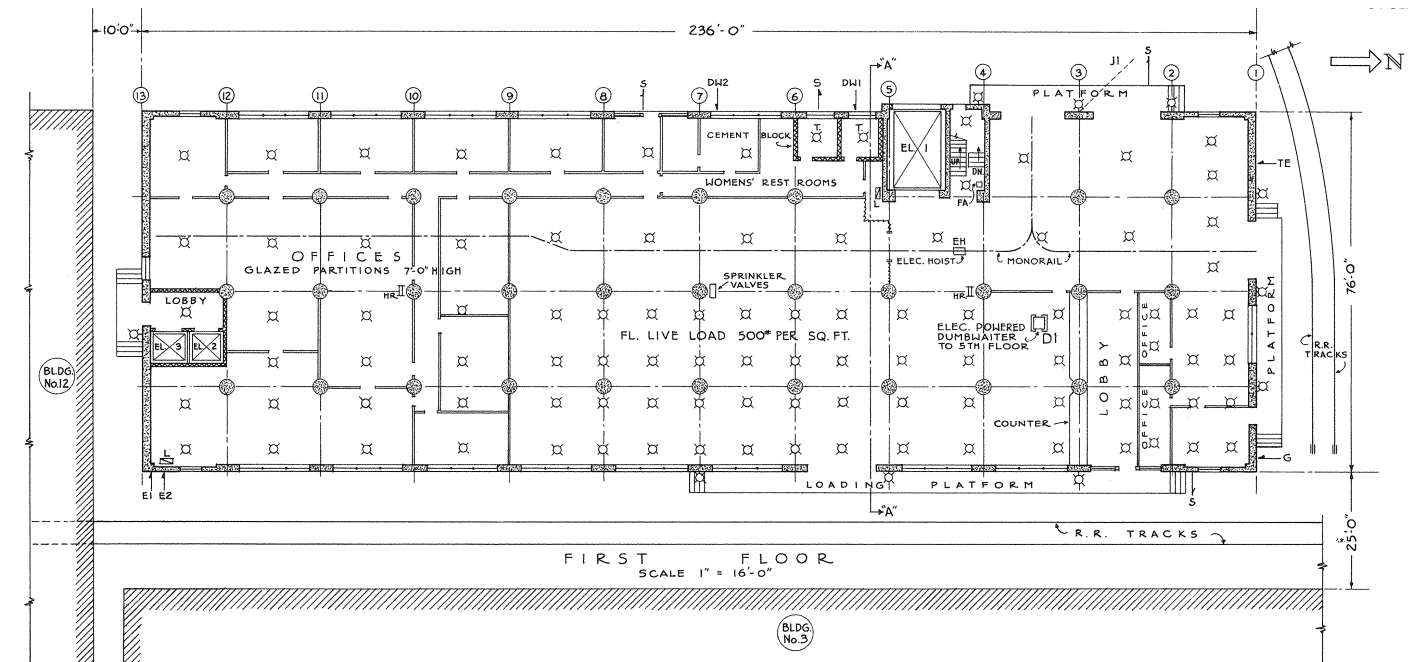 10'-0"
236'-0"
N
"A"
S
DW2
S
DW1
J1
S
13
12
11
10
9
8
7
6
5
4
3
2
1
PLATFORM
CEMENT
BLOCK
T.
T.
EL. 1
UP
DN.
TE
WOMENS' REST ROOMS
L
FA
OFFICES
GLAZED PARTITIONS 7'-0" HIGH
EH
ELEC. HOIST
MONORAIL
76'-0"
LOBBY
HR
SPRINKLER
VALVES
HR
PLATFORM
EL. 3
EL. 2
FL. LIVE LOAD 500# PER SQ. FT.
ELEC. POWERED
DUMBWAITER
TO 5TH FLOOR
D1
LOBBY
OFFICE
OFFICE
R.R.
TRACKS
BLDG.
No.12
COUNTER
L
E1
E2
G
LOADING PLATFORM
S
"A"
R.R. TRACKS
25'-0"
FIRST FLOOR
SCALE 1" = 16'-0"
BLDG.
No.3